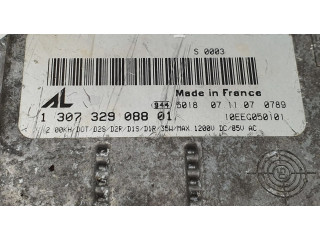 S 0003
AL
Made in France
944 5018 07 11 07 0789
1 307 329 088 01
10EEG050101
2 00KH/DOT/D2S/D2R/D1S/D1R/35W/MAX 1200V DC/85V AC